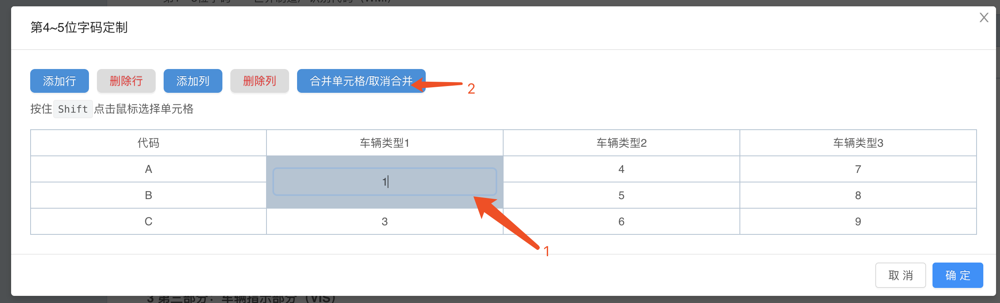 第4~5位字码定制
X
添加行 删除行 添加列 删除列 合并单元格/取消合并
2
按住 Shift 点击鼠标选择单元格
代码 车辆类型1 车辆类型2 车辆类型3
A 1 4 7
B 5 8
C 3 6 9
1
取 消 确 定
3 第三部分：车辆指示部分（VIS）